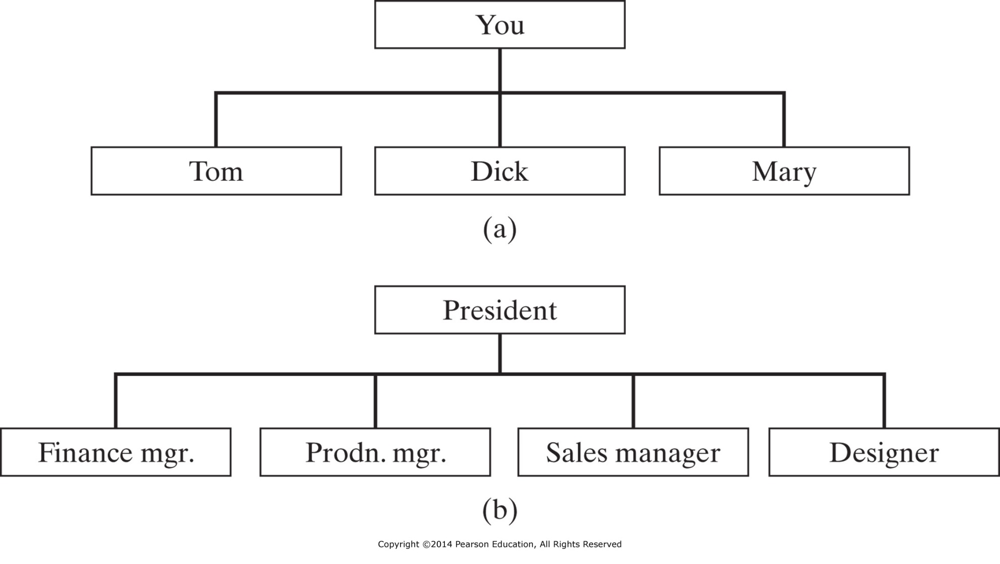 You
Tom
Dick
Mary
(a)
President
Finance mgr.
Prodn. mgr.
Sales manager
Designer
(b)
Copyright ©2014 Pearson Education, All Rights Reserved